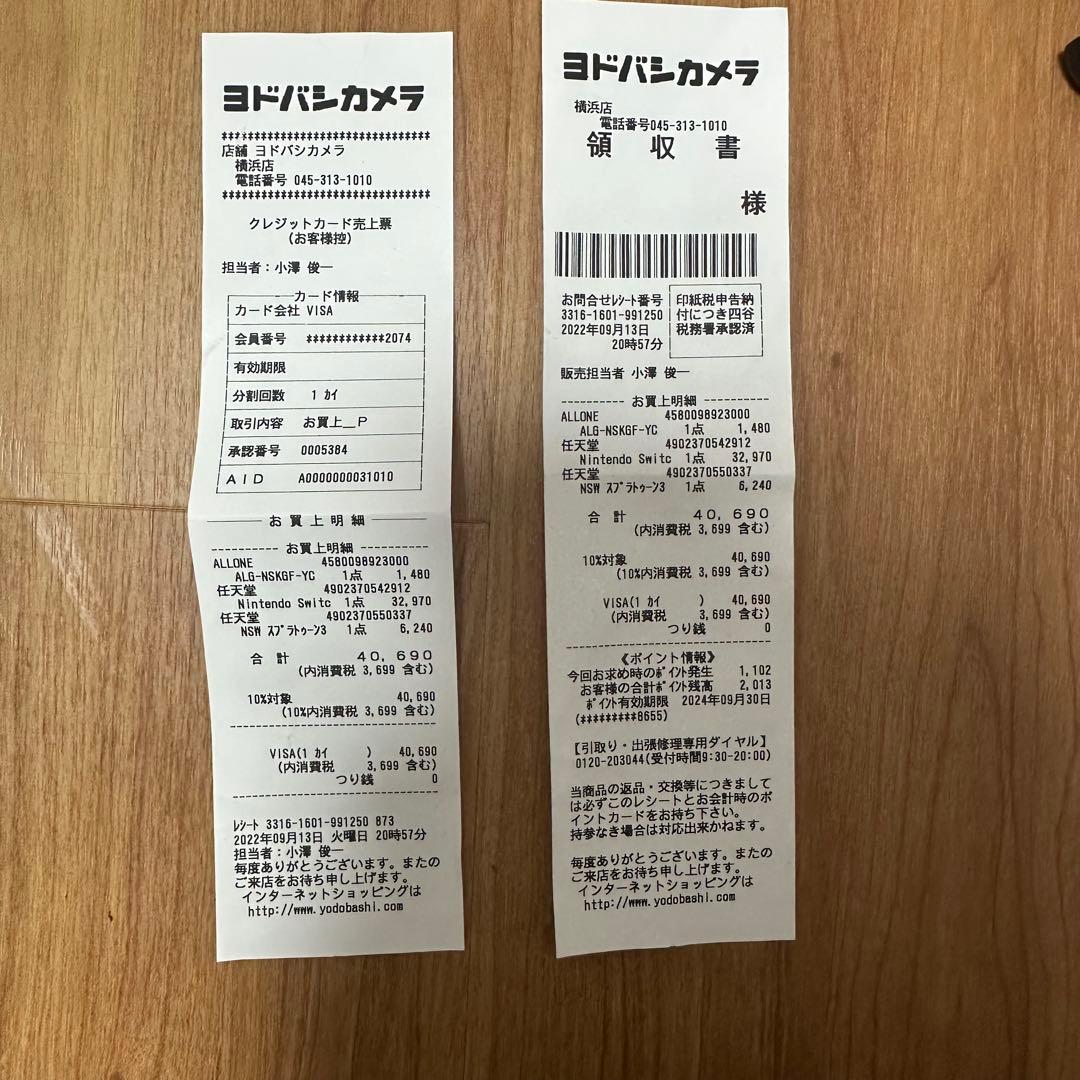 ヨドバシカメラ
********************************
店舗 ヨドバシカメラ
横浜店
電話番号 045-313-1010
********************************
クレジットカード売上票
(お客様控)
担当者:小澤 俊一
カード情報
カード会社 VISA
会員番号 ************2074
有効期限
分割回数 1 カイ
取引内容 お買上__P
承認番号 0005384
AID A0000000031010
お買上明細
---------- お買上明細 ----------
ALLONE 4580098923000
ALG-NSKGF-YC 1点 1,480
任天堂 4902370542912
Nintendo Switc 1点 32,970
任天堂 4902370550337
NSW スプラトゥーン3 1点 6,240
合 計 40,690
(内消費税 3,699 含む)
10%対象 40,690
(10%内消費税 3,699 含む)
VISA(1 カイ ) 40,690
(内消費税 3,699 含む)
つり銭 0
レシート 3316-1601-991250 873
2022年09月13日 火曜日 20時57分
担当者:小澤 俊一
毎度ありがとうございます。またの
ご来店をお待ち申し上げます。
インターネットショッピングは
http://www.yodobashi.com
ヨドバシカメラ
横浜店
電話番号045-313-1010
領 収 書
様
お問合せレシート番号
3316-1601-991250
2022年09月13日
20時57分
印紙税申告納
付につき四谷
税務署承認済
販売担当者 小澤 俊一
---------- お買上明細 ----------
ALLONE 4580098923000
ALG-NSKGF-YC 1点 1,480
任天堂 4902370542912
Nintendo Switc 1点 32,970
任天堂 4902370550337
NSW スプラトゥーン3 1点 6,240
合 計 40,690
(内消費税 3,699 含む)
10%対象 40,690
(10%内消費税 3,699 含む)
VISA(1 カイ ) 40,690
(内消費税 3,699 含む)
つり銭 0
《ポイント情報》
今回お求め時のポイント発生 1,102
お客様の合計ポイント残高 2,013
ポイント有効期限 2024年09月30日
(*********8655)
【引取り・出張修理専用ダイヤル】
0120-203044(受付時間9:30-20:00)
当商品の返品・交換等につきまして
は必ずこのレシートとお会計時のポ
イントカードをお持ち下さい。
持参なき場合は対応出来かねます。
毎度ありがとうございます。またの
ご来店をお待ち申し上げます。
インターネットショッピングは
http://www.yodobashi.com